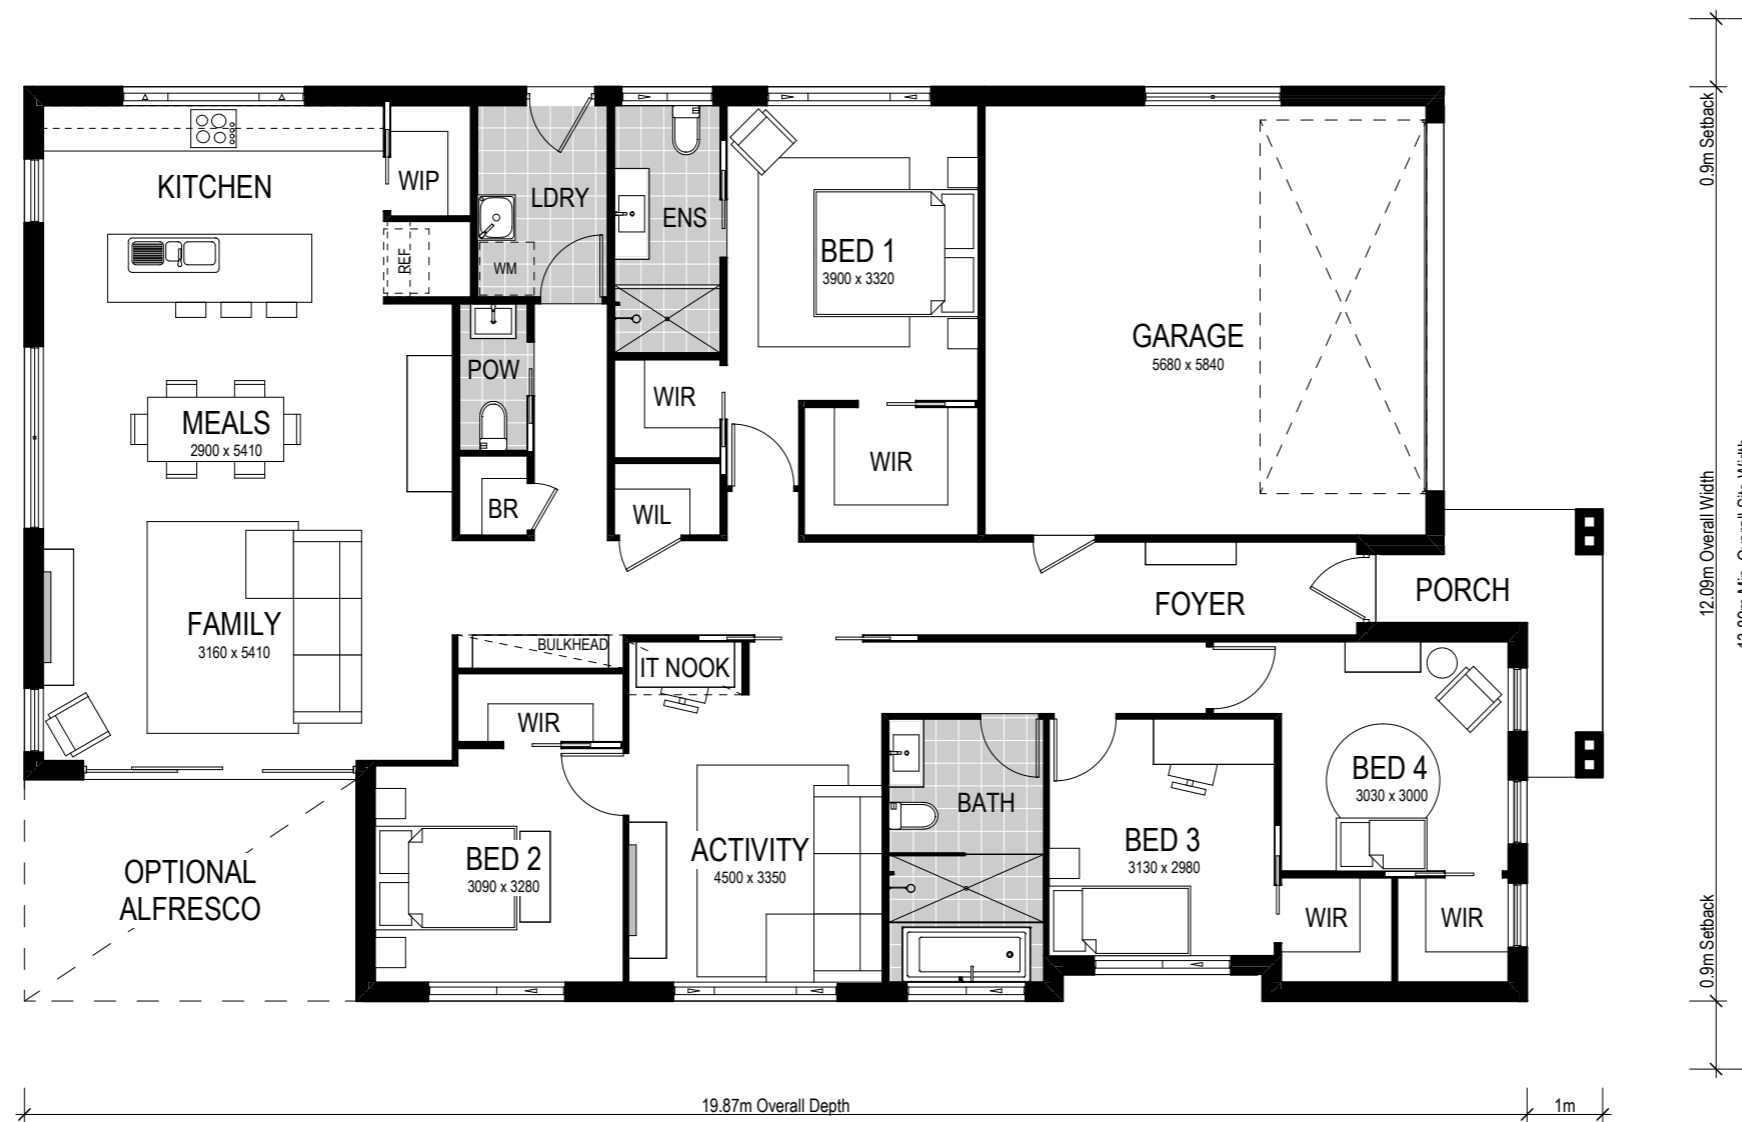 KITCHEN
WIP
REF
LDRY
WM
ENS
BED 1
3900 x 3320
GARAGE
5680 x 5840
POW
MEALS
2900 x 5410
WIR
BR
WIL
WIR
FAMILY
3160 x 5410
BULKHEAD
IT NOOK
FOYER
PORCH
WIR
OPTIONAL
ALFRESCO
BED 2
3090 x 3280
ACTIVITY
4500 x 3350
BATH
BED 3
3130 x 2980
BED 4
3030 x 3000
WIR
WIR
0.9m Setback
12.09m Overall Width
0.9m Setback
19.87m Overall Depth
1m